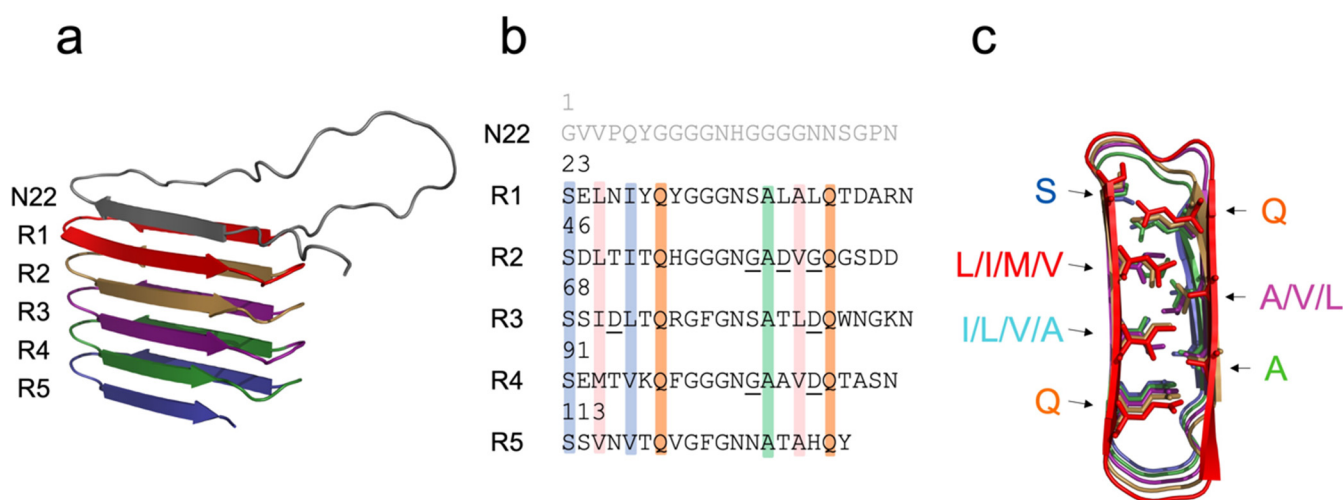 a
b
c
N22
R1
R2
R3
R4
R5
1
N22 GVVPQYGGGGNHGGGGNNSGPN
23
R1 SELNIYQYGGGNSALALQTDARN
46
R2 SDLTITQHGGGNGADVGQGSDD
68
R3 SSIDLTQRGFGNSATLDQWNGKN
91
R4 SEMTVKQFGGGNGAAVDQTASN
113
R5 SSVNVTQVGFGNNATAHQY
S
Q
L/I/M/V
A/V/L
I/L/V/A
A
Q